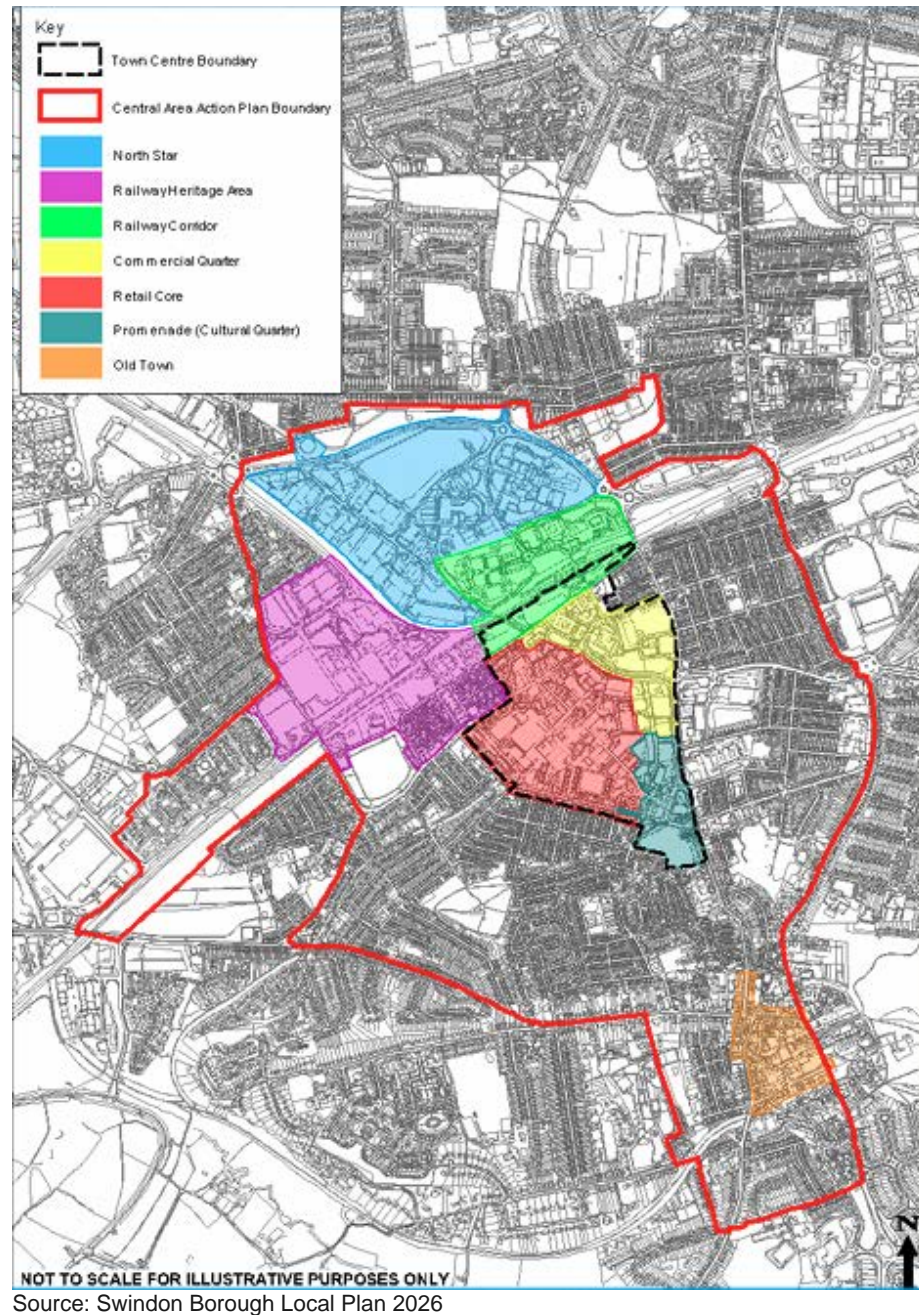 Key
Town Centre Boundary
Central Area Action Plan Boundary
North Star
Railway Heritage Area
Railway Corridor
Commercial Quarter
Retail Core
Promenade (Cultural Quarter)
Old Town
N
NOT TO SCALE FOR ILLUSTRATIVE PURPOSES ONLY
Source: Swindon Borough Local Plan 2026